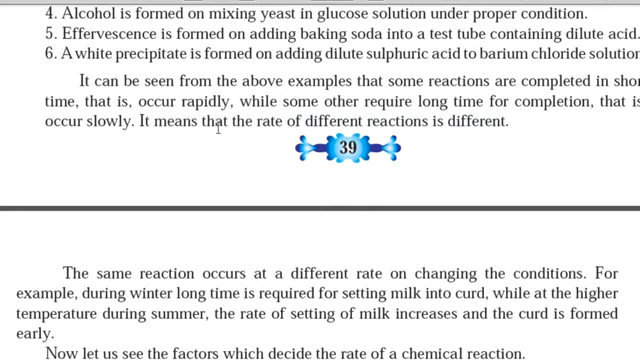 4. Alcohol is formed on mixing yeast in glucose solution under proper condition.
5. Effervescence is formed on adding baking soda into a test tube containing dilute acid.
6. A white precipitate is formed on adding dilute sulphuric acid to barium chloride solution
It can be seen from the above examples that some reactions are completed in
time, that is, occur rapidly, while some other require long time for completion, that is
occur slowly. It means that the rate of different reactions is different.
39
The same reaction occurs at a different rate on changing the conditions. For
example, during winter long time is required for setting milk into curd, while at the higher
temperature during summer, the rate of setting of milk increases and the curd is formed
early.
Now let us see the factors which decide the rate of a chemical reaction.